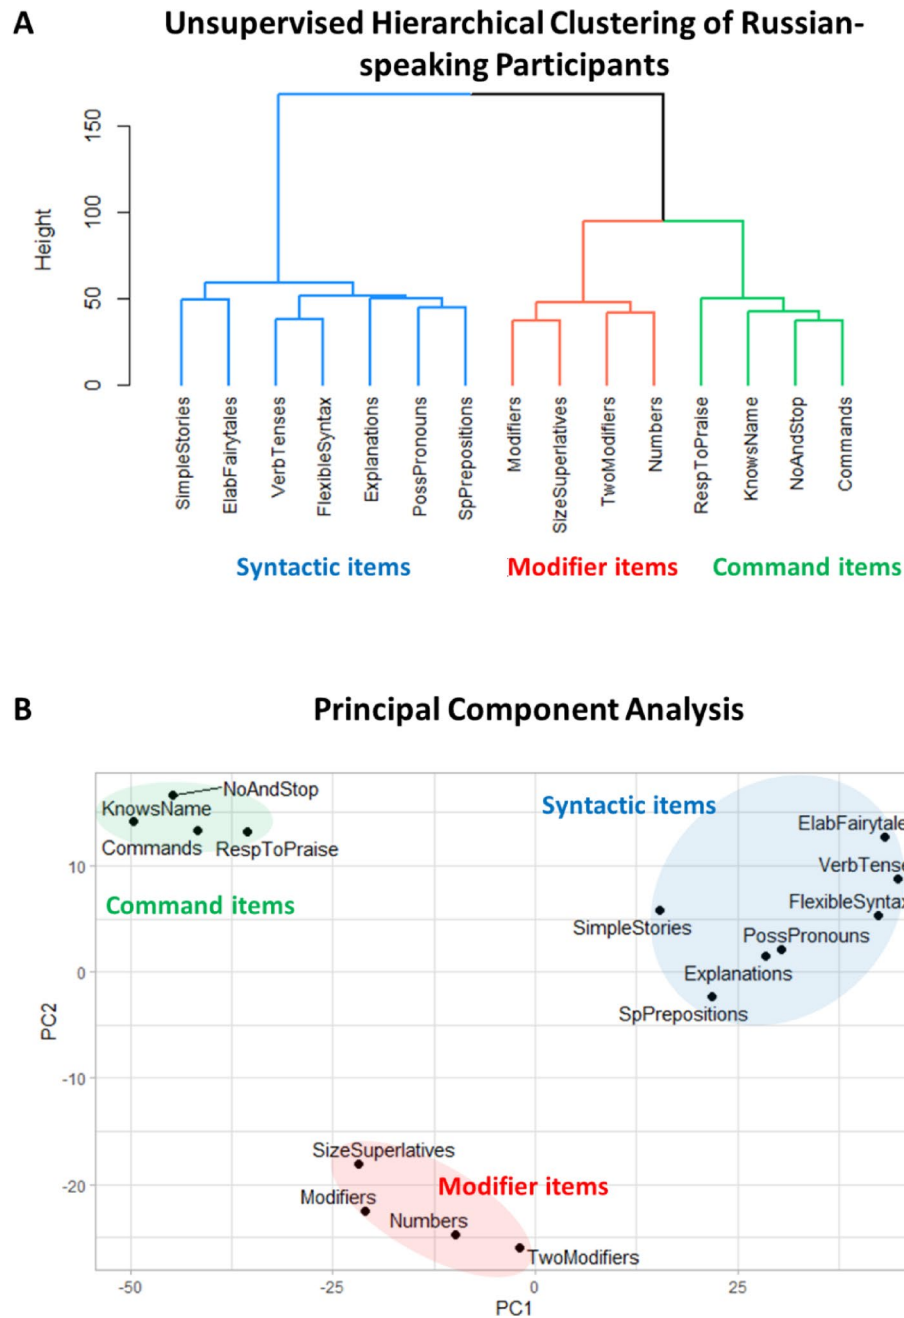 A
Unsupervised Hierarchical Clustering of Russian-
speaking Participants
Height
150
100
50
0
SimpleStories
ElabFairytales
VerbTenses
FlexibleSyntax
Explanations
PossPronouns
SpPrepositions
Modifiers
SizeSuperlatives
TwoModifiers
Numbers
RespToPraise
KnowsName
NoAndStop
Commands
Syntactic items
Modifier items
Command items
B
Principal Component Analysis
NoAndStop
KnowsName
Commands
RespToPraise
Command items
Syntactic items
ElabFairytale
VerbTense
FlexibleSyntax
SimpleStories
PossPronouns
Explanations
SpPrepositions
SizeSuperlatives
Modifiers
Modifier items
Numbers
TwoModifiers
PC2
10
0
-10
-20
-50
-25
0
25
PC1